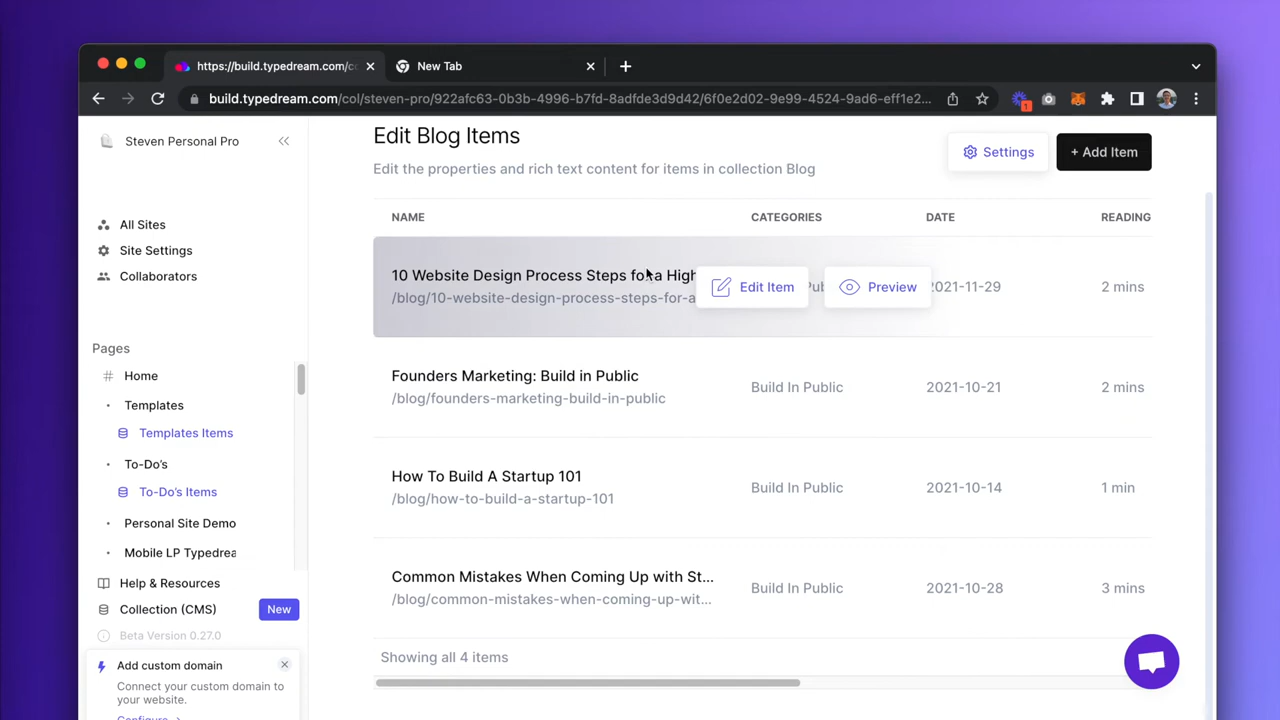 https://build.typedream.com/cc
New Tab
build.typedream.com/col/steven-pro/922afc63-0b3b-4996-b7fd-8adfde3d9d42/6f0e2d02-9e99-4524-9ad6-eff1e2...
1
Steven Personal Pro
All Sites
Site Settings
Collaborators
Pages
Home
Templates
Templates Items
To-Do's
To-Do's Items
Personal Site Demo
Mobile LP Typedrea
Help & Resources
Collection (CMS)
New
Beta Version 0.27.0
Add custom domain
Connect your custom domain to
your website.
Configure
Edit Blog Items
Edit the properties and rich text content for items in collection Blog
Settings
+ Add Item
NAME CATEGORIES DATE READING
10 Website Design Process Steps for a High
/blog/10-website-design-process-steps-for-a
Edit Item
Preview
2021-11-29
2 mins
Founders Marketing: Build in Public
/blog/founders-marketing-build-in-public
Build In Public
2021-10-21
2 mins
How To Build A Startup 101
/blog/how-to-build-a-startup-101
Build In Public
2021-10-14
1 min
Common Mistakes When Coming Up with St...
/blog/common-mistakes-when-coming-up-wit...
Build In Public
2021-10-28
3 mins
Showing all 4 items